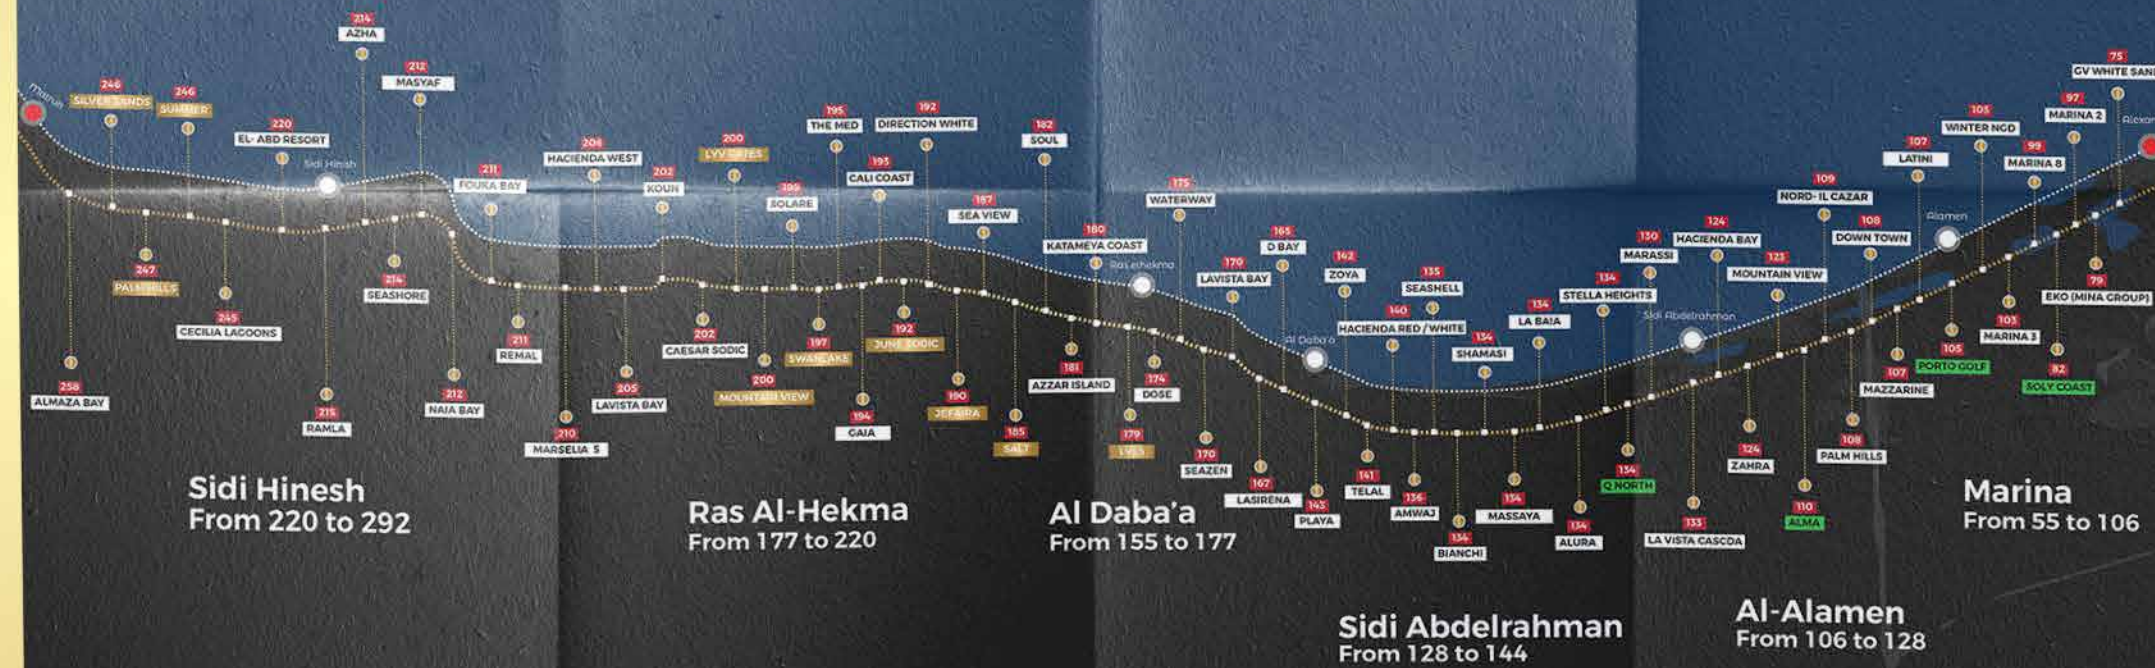 Matruh
246
SILVER SANDS
246
SUMMER
220
EL- ABD RESORT
Sidi Hinish
214
AZHA
212
MASYAF
211
FOUKA BAY
208
HACIENDA WEST
202
KOUN
200
LYV GATES
199
SOLARE
195
THE MED
193
CALI COAST
192
DIRECTION WHITE
187
SEA VIEW
182
SOUL
180
KATAMEYA COAST
Ras elhekma
175
WATERWAY
170
LAVISTA BAY
165
D BAY
Al Daba'a
142
ZOYA
140
HACIENDA RED / WHITE
135
SEASHELL
134
SHAMASI
134
LA BAIA
134
STELLA HEIGHTS
130
MARASSI
Sidi Abdelrahman
124
HACIENDA BAY
123
MOUNTAIN VIEW
109
NORD- IL CAZAR
108
DOWN TOWN
107
LATINI
Alamen
103
WINTER NGD
99
MARINA 8
97
MARINA 2
75
GV WHITE SAN
Alexan
258
ALMAZA BAY
247
PALM HILLS
245
CECILIA LAGOONS
215
RAMLA
214
SEASHORE
212
NAIA BAY
211
REMAL
210
MARSELIA 5
205
LAVISTA BAY
202
CAESAR SODIC
200
MOUNTAIN VIEW
197
SWANLAKE
194
GAIA
192
JUNE SODIC
190
JEFAIRA
185
SALT
181
AZZAR ISLAND
179
174
DOSE
170
SEAZEN
167
LASIRENA
143
PLAYA
141
TELAL
136
AMWAJ
134
BIANCHI
134
MASSAYA
134
ALURA
134
Q NORTH
133
LA VISTA CASCDA
124
ZAHRA
110
ALMA
108
PALM HILLS
107
MAZZARINE
105
PORTO GOLF
103
MARINA 3
82
SOLY COAST
79
EKO (MINA GROUP)
Sidi Hinesh
From 220 to 292
Ras Al-Hekma
From 177 to 220
Al Daba'a
From 155 to 177
Sidi Abdelrahman
From 128 to 144
Al-Alamen
From 106 to 128
Marina
From 55 to 106